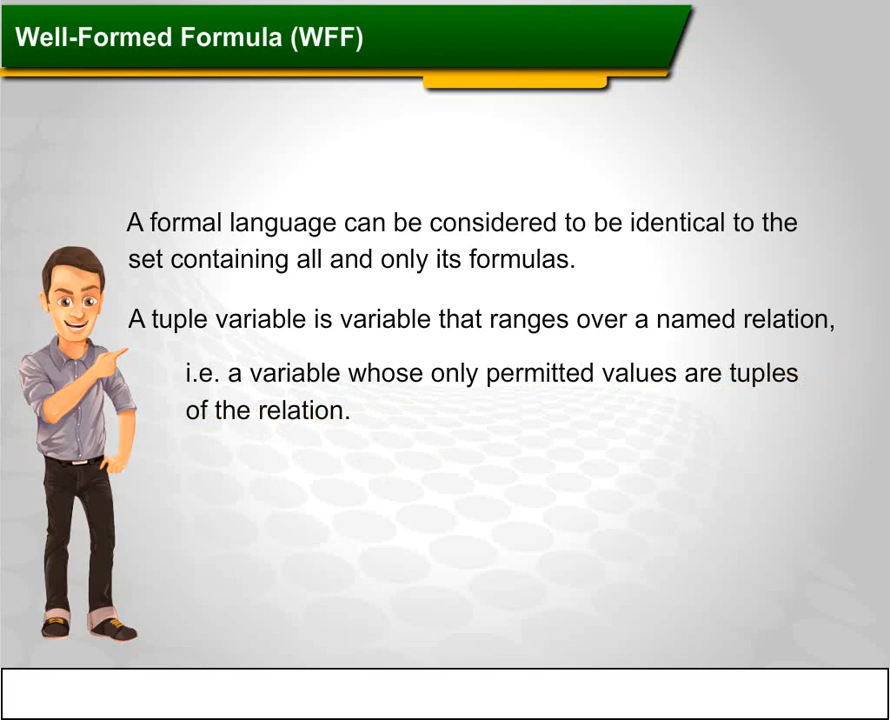 Well-Formed Formula (WFF)
A formal language can be considered to be identical to the
set containing all and only its formulas.
A tuple variable is variable that ranges over a named relation,
i.e. a variable whose only permitted values are tuples
of the relation.